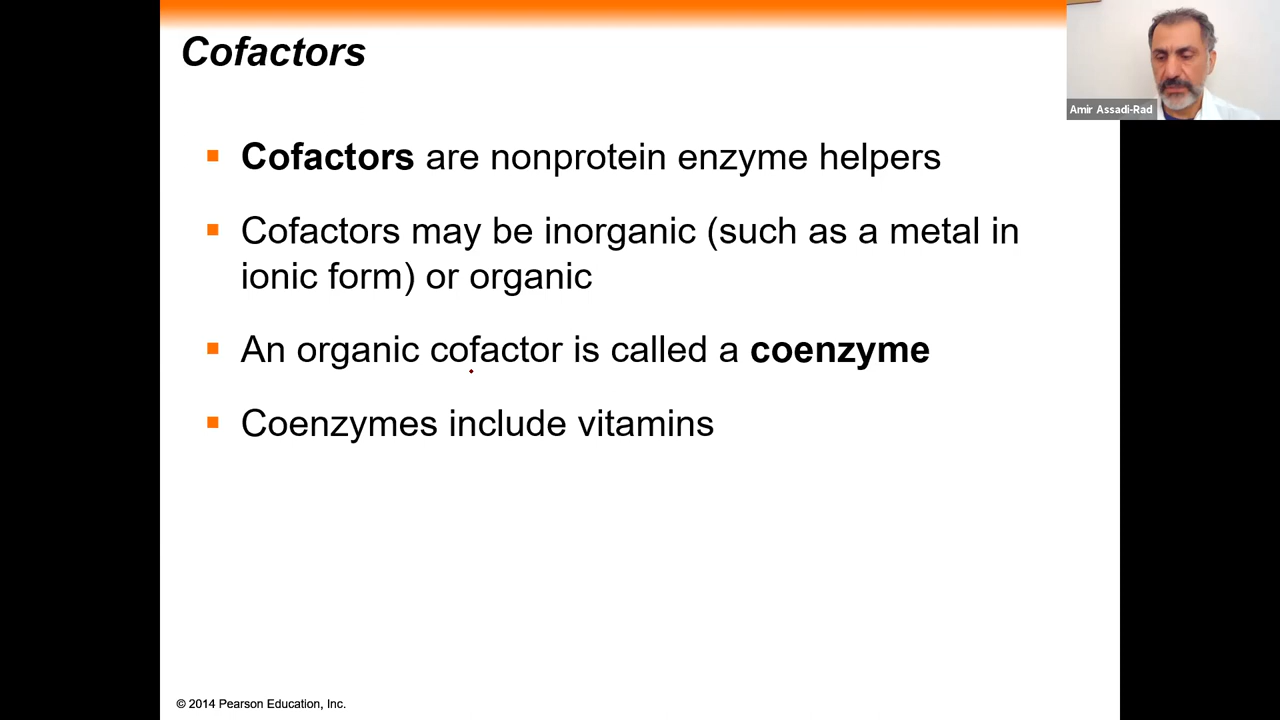 Cofactors
Amir Assadi-Rad
▪ Cofactors are nonprotein enzyme helpers
▪ Cofactors may be inorganic (such as a metal in
ionic form) or organic
▪ An organic cofactor is called a coenzyme
▪ Coenzymes include vitamins
© 2014 Pearson Education, Inc.